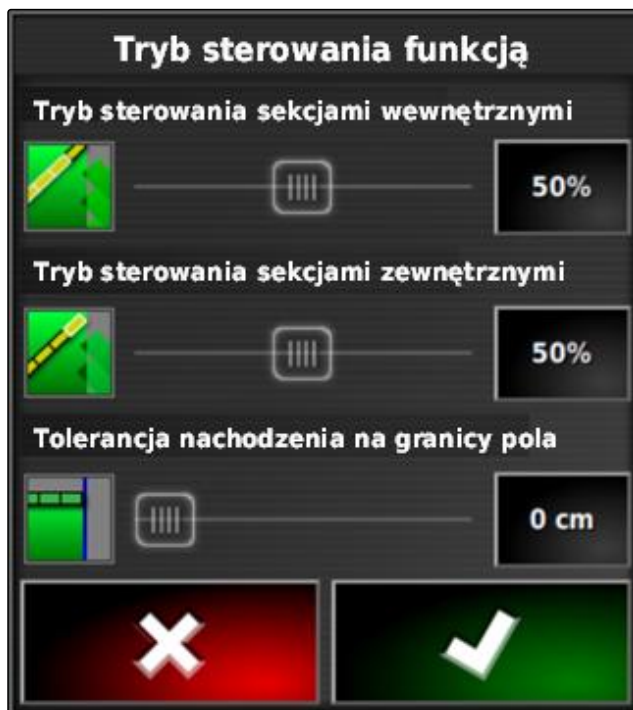 Tryb sterowania funkcją
Tryb sterowania sekcjami wewnętrznymi
50%
Tryb sterowania sekcjami zewnętrznymi
50%
Tolerancja nachodzenia na granicy pola
0 cm